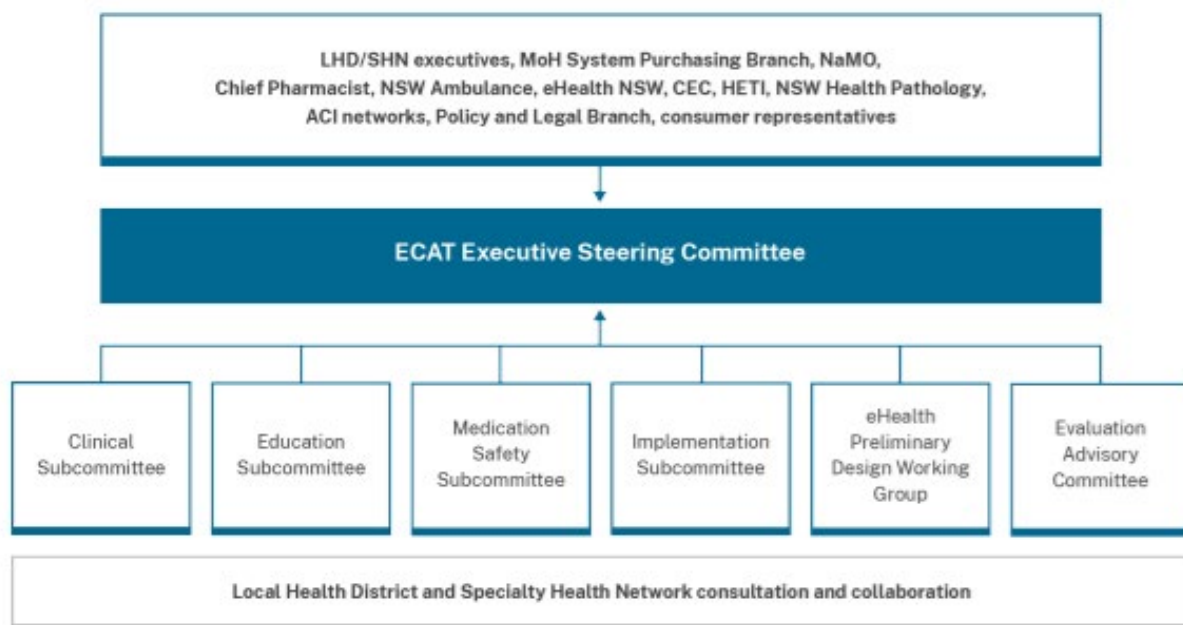 LHD/SHN executives, MoH System Purchasing Branch, NaMO,
Chief Pharmacist, NSW Ambulance, eHealth NSW, CEC, HETI, NSW Health Pathology,
ACI networks, Policy and Legal Branch, consumer representatives
ECAT Executive Steering Committee
Clinical
Subcommittee
Education
Subcommittee
Medication
Safety
Subcommittee
Implementation
Subcommittee
eHealth
Preliminary
Design Working
Group
Evaluation
Advisory
Committee
Local Health District and Specialty Health Network consultation and collaboration